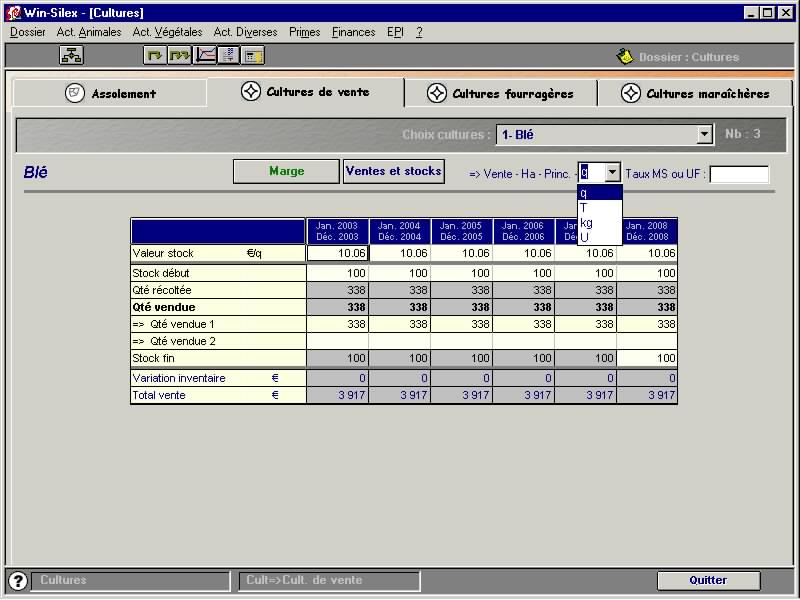 Win-Silex - [Cultures]
Dossier Act. Animales Act. Végétales Act. Diverses Primes Finances EPI ?
Dossier : Cultures
Assolement Cultures de vente Cultures fourragères Cultures maraîchères
Choix cultures : 1- Blé Nb : 3
Blé Marge Ventes et stocks => Vente - Ha - Princ. - q Taux MS ou UF :
q
T
kg
U
Jan. 2003 Jan. 2004 Jan. 2005 Jan. 2006 Jan. 2008
Déc. 2003 Déc. 2004 Déc. 2005 Déc. 2006 Déc. 2008
Valeur stock €/q 10.06 10.06 10.06 10.06 10.06 10.06
Stock début 100 100 100 100 100 100
Qté récoltée 338 338 338 338 338 338
Qté vendue 338 338 338 338 338 338
=> Qté vendue 1 338 338 338 338 338 338
=> Qté vendue 2
Stock fin 100 100 100 100 100 100
Variation inventaire € 0 0 0 0 0 0
Total vente € 3 917 3 917 3 917 3 917 3 917 3 917
? Cultures Cult=>Cult. de vente Quitter